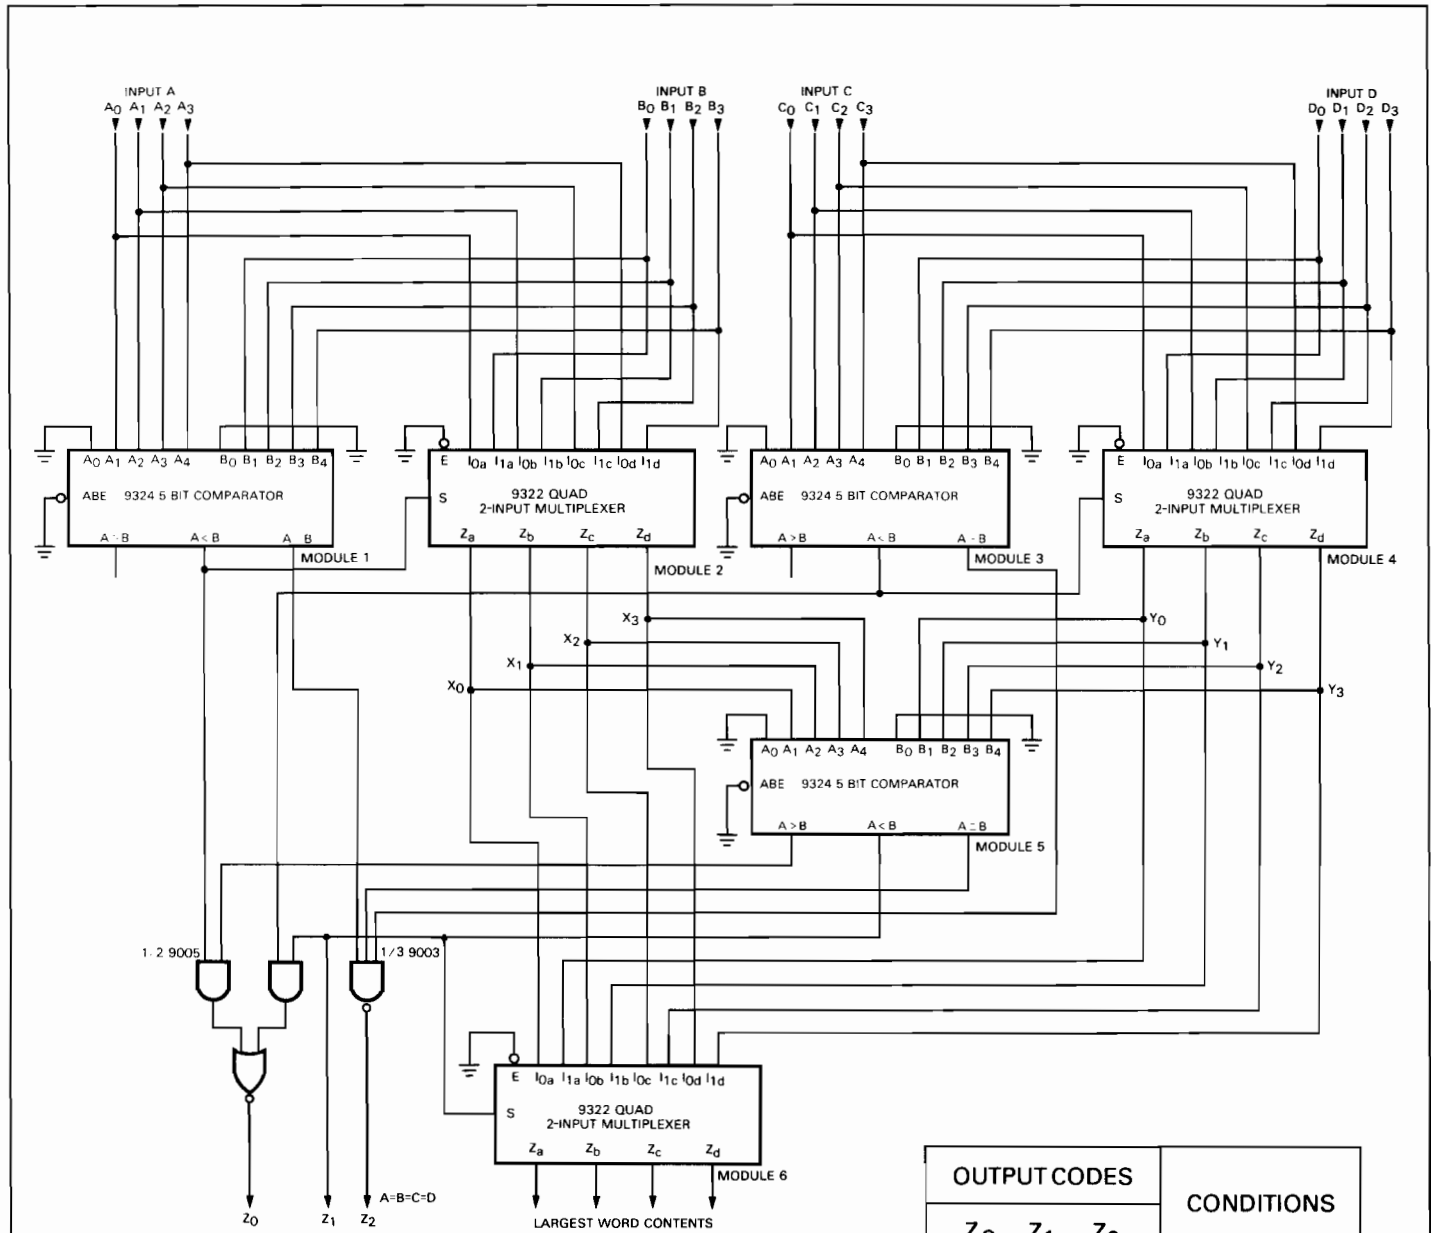 INPUT A
A0 A1 A2 A3
INPUT B
B0 B1 B2 B3
INPUT C
C0 C1 C2 C3
INPUT D
D0 D1 D2 D3
A0 A1 A2 A3 A4 B0 B1 B2 B3 B4
ABE 9324 5 BIT COMPARATOR
A<B
MODULE 1
E I0a I1a I0b I1b I0c I1c I0d I1d
S
9322 QUAD
2-INPUT MULTIPLEXER
Za Zb Zc Zd
MODULE 2
A0 A1 A2 A3 A4 B0 B1 B2 B3 B4
ABE 9324 5 BIT COMPARATOR
A>B A<B
MODULE 3
E I0a I1a I0b I1b I0c I1c I0d I1d
S
9322 QUAD
2-INPUT MULTIPLEXER
Za Zb Zc Zd
MODULE 4
X3
X2
X1
X0
Y0
Y1
Y2
Y3
A0 A1 A2 A3 A4 B0 B1 B2 B3 B4
ABE 9324 5 BIT COMPARATOR
A>B A<B A=B
MODULE 5
9005
1/3 9003
E I0a I1a I0b I1b I0c I1c I0d I1d
S
9322 QUAD
2-INPUT MULTIPLEXER
Za Zb Zc Zd
MODULE 6
Z0 Z1 Z2
A=B=C=D
LARGEST WORD CONTENTS
OUTPUT CODES
CONDITIONS